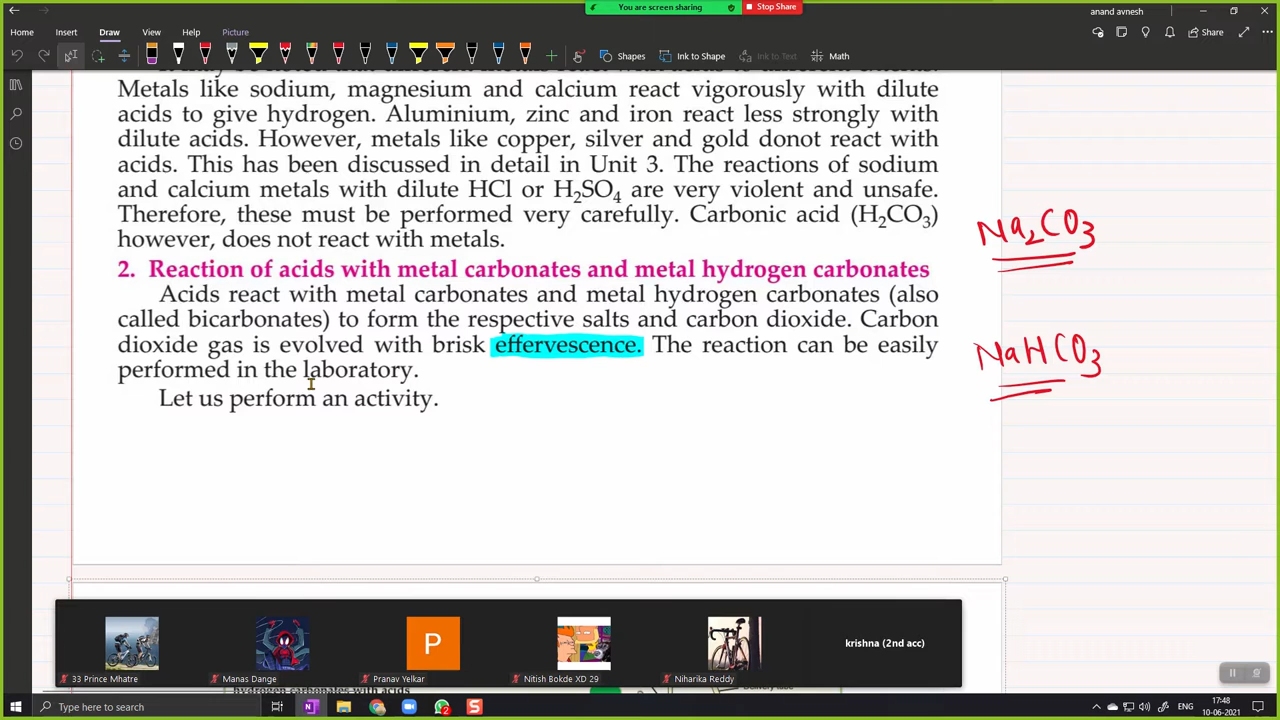 You are screen sharing
Stop Share
anand avnesh
Home Insert Draw View Help Picture
Share
Shapes Ink to Shape Ink to Text Math
Metals like sodium, magnesium and calcium react vigorously with dilute
acids to give hydrogen. Aluminium, zinc and iron react less strongly with
dilute acids. However, metals like copper, silver and gold donot react with
acids. This has been discussed in detail in Unit 3. The reactions of sodium
and calcium metals with dilute HCl or H₂SO₄ are very violent and unsafe.
Therefore, these must be performed very carefully. Carbonic acid (H₂CO₃)
however, does not react with metals.
Na₂CO₃
2. Reaction of acids with metal carbonates and metal hydrogen carbonates
Acids react with metal carbonates and metal hydrogen carbonates (also
called bicarbonates) to form the respective salts and carbon dioxide. Carbon
dioxide gas is evolved with brisk effervescence. The reaction can be easily
performed in the laboratory.
NaHCO₃
Let us perform an activity.
P
krishna (2nd acc)
33 Prince Mhatre
Manas Dange
Pranav Yelkar
Nitish Bokde XD 29
Niharika Reddy
hydrogen carbonates with acids
Delivery tube
Type here to search
ENG
17:48
10-06-2021